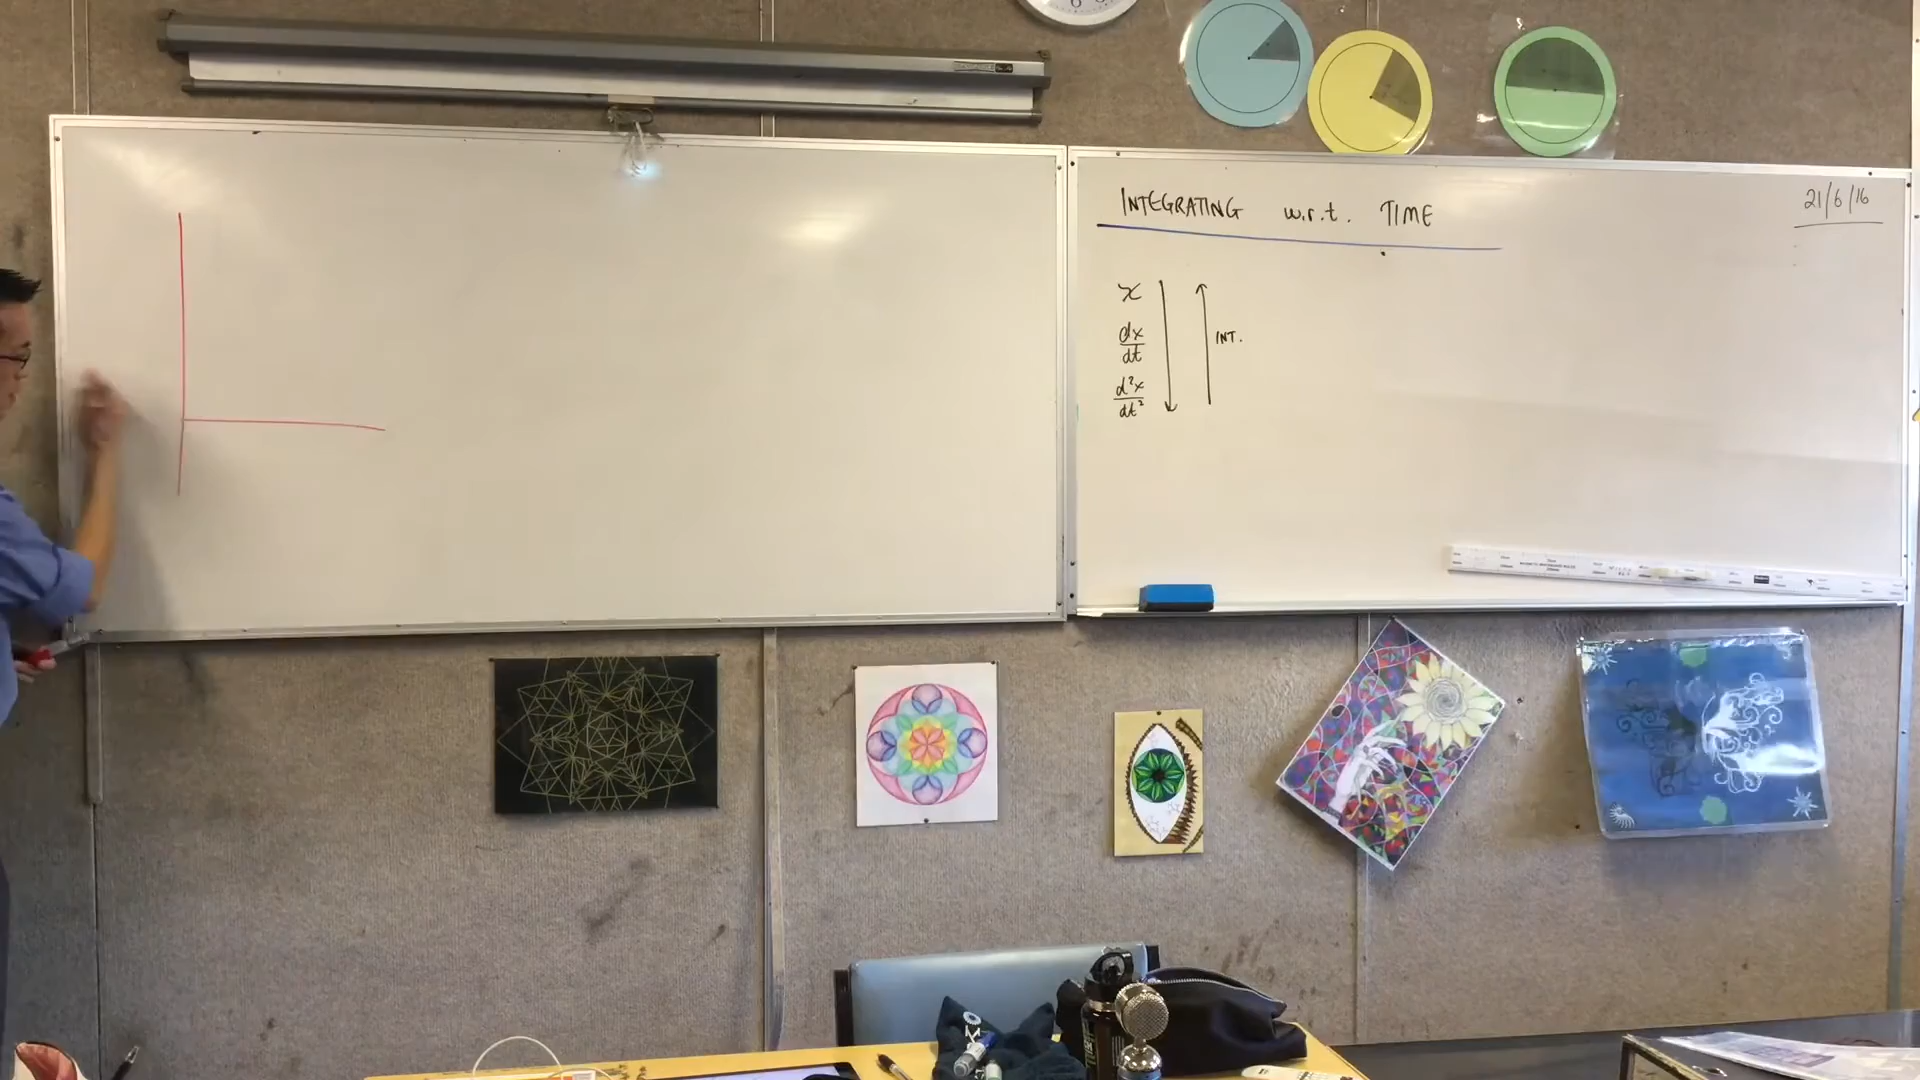 INTEGRATING w.r.t. TIME
21/6/16
x
dx
dt
INT.
d²x
dt²